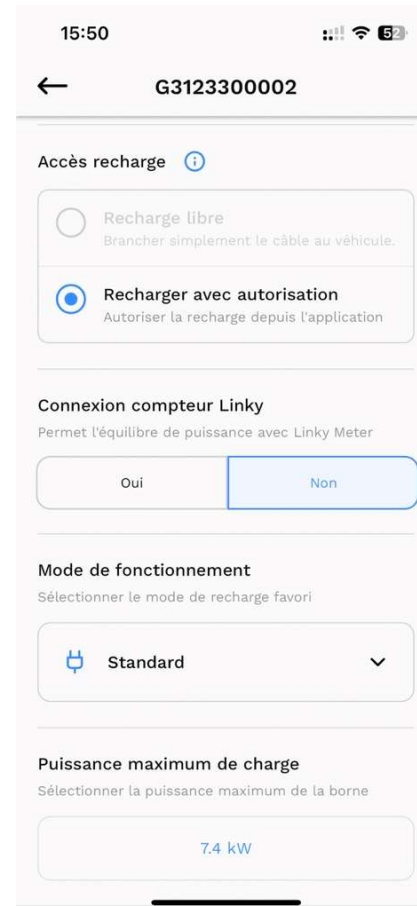 15:50
52
G3123300002
Accès recharge
Recharge libre
Brancher simplement le câble au véhicule.
Recharger avec autorisation
Autoriser la recharge depuis l'application
Connexion compteur Linky
Permet l'équilibre de puissance avec Linky Meter
Oui
Non
Mode de fonctionnement
Sélectionner le mode de recharge favori
Standard
Puissance maximum de charge
Sélectionner la puissance maximum de la borne
7.4 kW